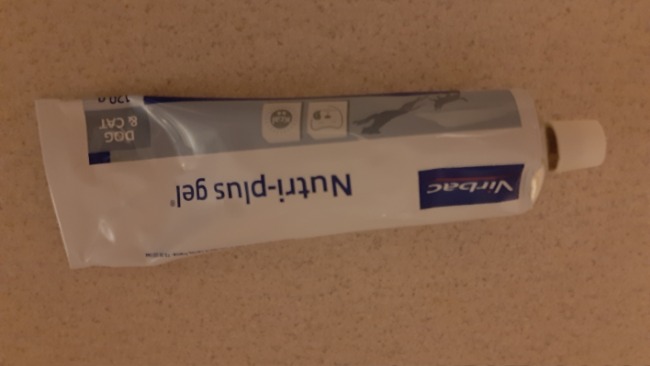 Virbac
Nutri-plus gel®
DOG
& CAT
120 g